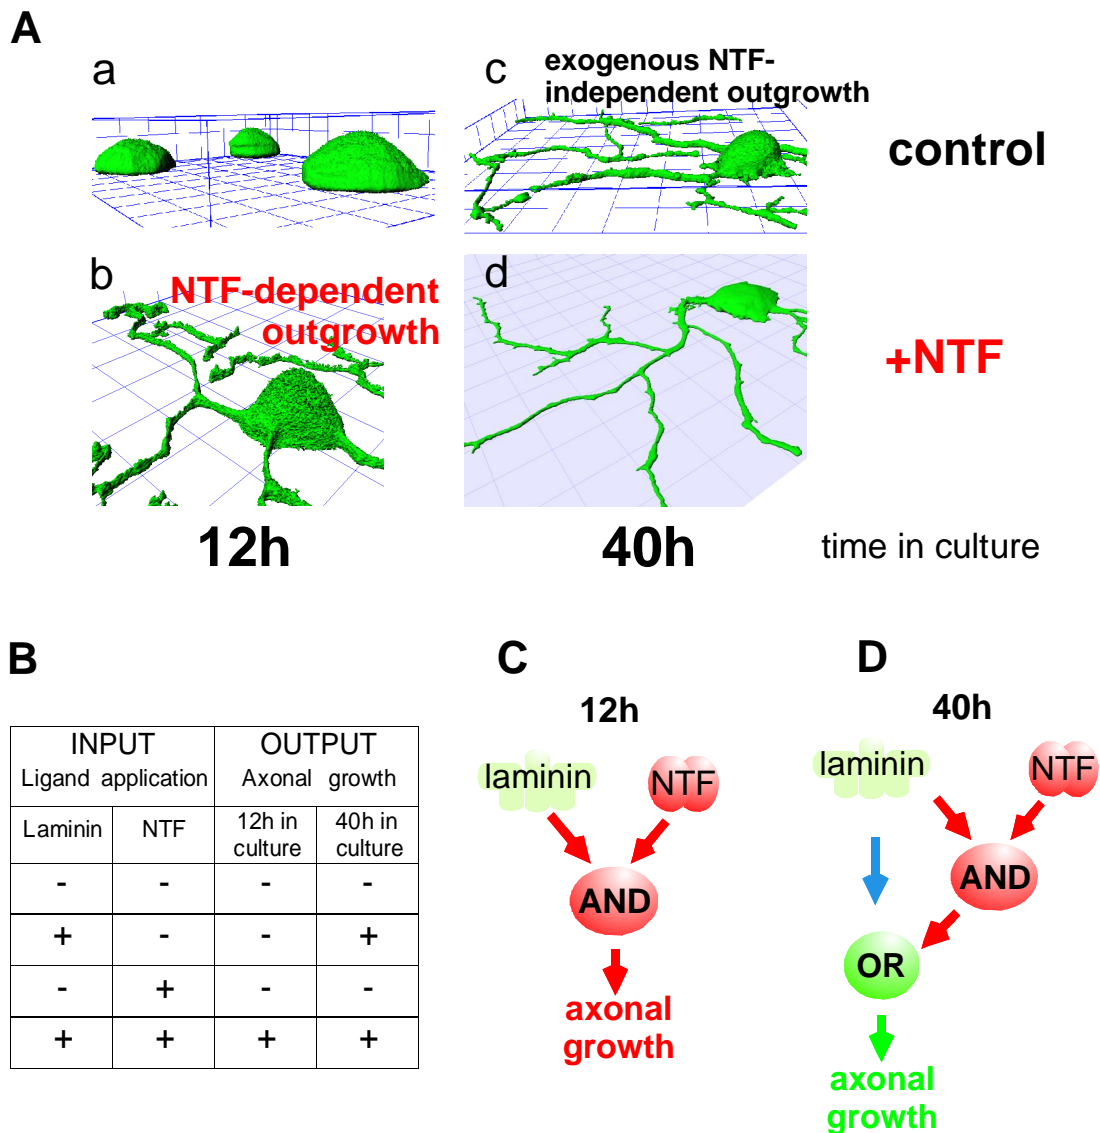 A
a
c
exogenous NTF-
independent outgrowth
control
b
NTF-dependent
outgrowth
d
+NTF
12h
40h
time in culture
B
INPUT
OUTPUT
Ligand application
Axonal growth
Laminin
NTF
12h in
culture
40h in
culture
- - - -
+ - - +
- + - -
+ + + +
C
12h
laminin
NTF
AND
axonal
growth
D
40h
laminin
NTF
AND
OR
axonal
growth